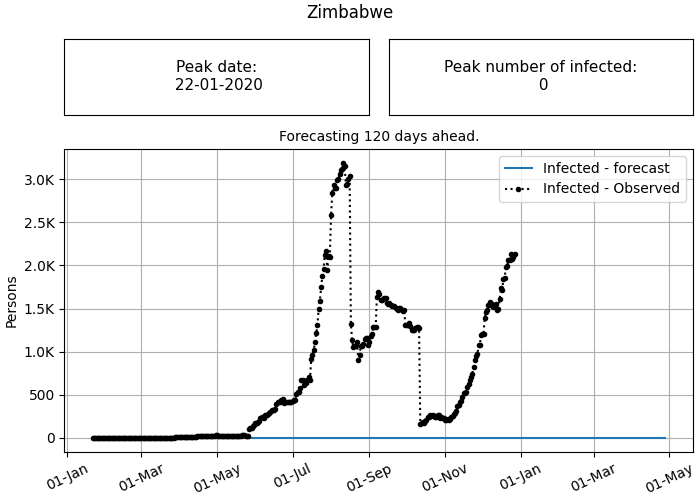 Zimbabwe
Peak date:
22-01-2020
Peak number of infected:
0
Forecasting 120 days ahead.
Infected - forecast
Infected - Observed
Persons
3.0K
2.5K
2.0K
1.5K
1.0K
500
0
01-Jan
01-Mar
01-May
01-Jul
01-Sep
01-Nov
01-Jan
01-Mar
01-May